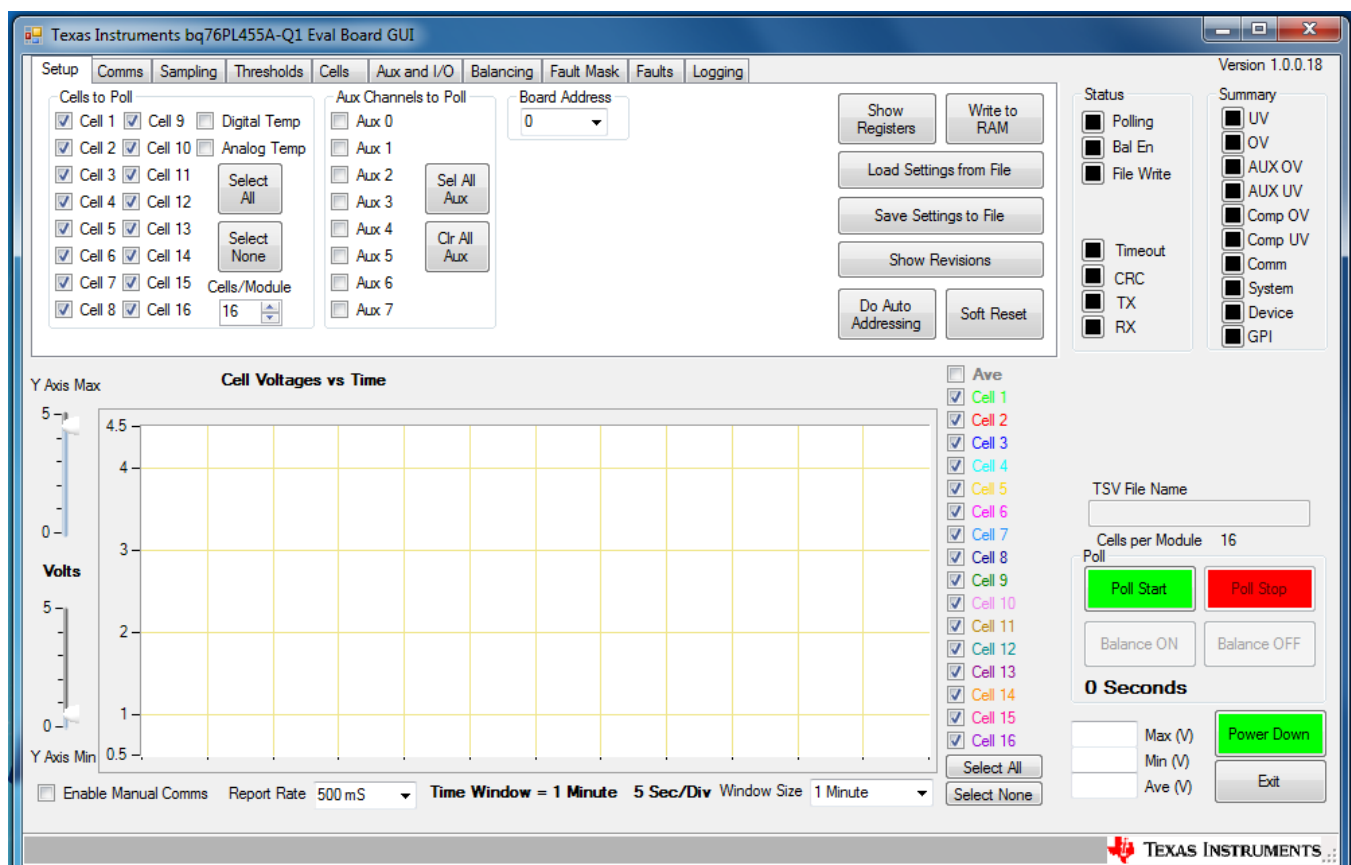 Texas Instruments bq76PL455A-Q1 Eval Board GUI
Setup Comms Sampling Thresholds Cells Aux and I/O Balancing Fault Mask Faults Logging
Version 1.0.0.18
Cells to Poll
Cell 1 Cell 9 Digital Temp
Cell 2 Cell 10 Analog Temp
Cell 3 Cell 11
Cell 4 Cell 12
Cell 5 Cell 13
Cell 6 Cell 14
Cell 7 Cell 15
Cell 8 Cell 16
Select All
Select None
Cells/Module
16
Aux Channels to Poll
Aux 0
Aux 1
Aux 2
Aux 3
Aux 4
Aux 5
Aux 6
Aux 7
Sel All
Aux
Clr All
Aux
Board Address
0
Show
Registers
Write to
RAM
Load Settings from File
Save Settings to File
Show Revisions
Do Auto
Addressing
Soft Reset
Status
Polling
Bal En
File Write
Timeout
CRC
TX
RX
Summary
UV
OV
AUX OV
AUX UV
Comp OV
Comp UV
Comm
System
Device
GPI
Y Axis Max
5
0
Volts
5
0
Y Axis Min
Cell Voltages vs Time
4.5
4
3
2
1
0.5
Ave
Cell 1
Cell 2
Cell 3
Cell 4
Cell 5
Cell 6
Cell 7
Cell 8
Cell 9
Cell 10
Cell 11
Cell 12
Cell 13
Cell 14
Cell 15
Cell 16
Select All
Select None
TSV File Name
Cells per Module 16
Poll
Poll Start Poll Stop
Balance ON Balance OFF
0 Seconds
Max (V)
Min (V)
Ave (V)
Power Down
Exit
Enable Manual Comms Report Rate 500 mS Time Window = 1 Minute 5 Sec/Div Window Size 1 Minute
TEXAS INSTRUMENTS